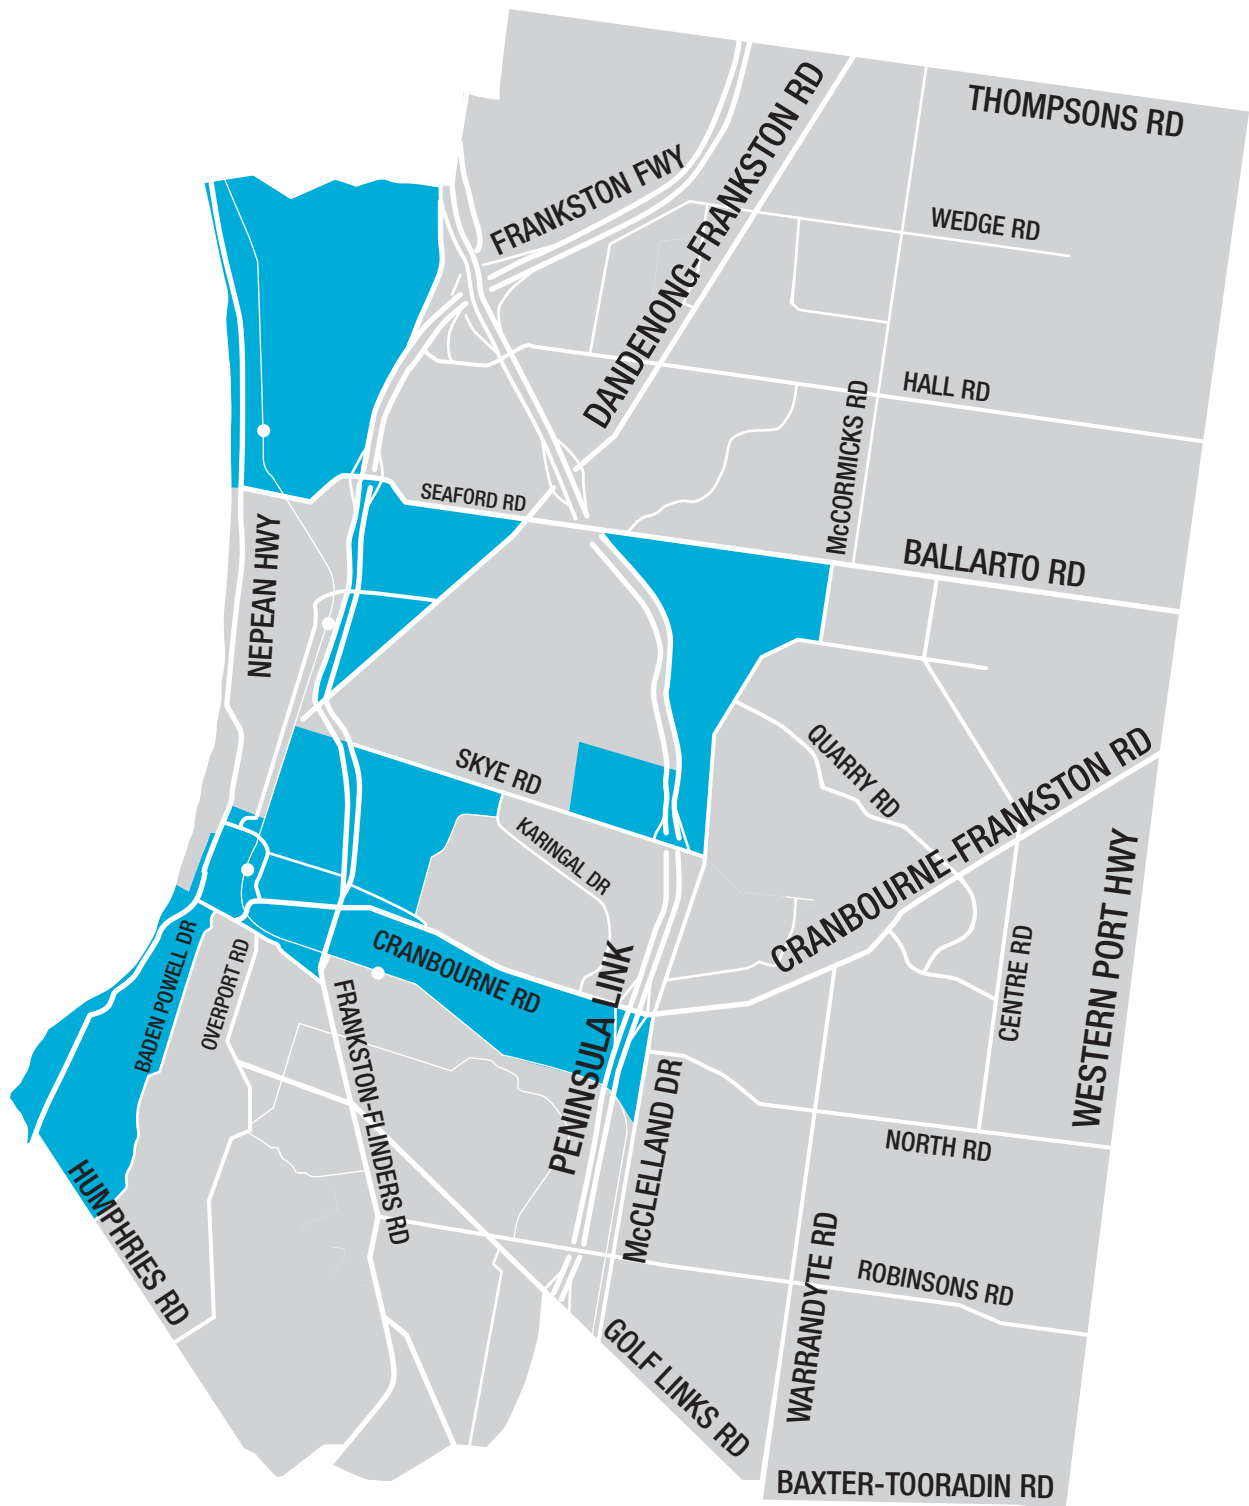 THOMPSONS RD
FRANKSTON FWY
DANDENONG-FRANKSTON RD
WEDGE RD
HALL RD
McCORMICKS RD
SEAFORD RD
NEPEAN HWY
BALLARTO RD
SKYE RD
QUARRY RD
KARINGAL DR
CRANBOURNE-FRANKSTON RD
WESTERN PORT HWY
CRANBOURNE RD
BADEN POWELL DR
OVERPORT RD
CENTRE RD
PENINSULA LINK
FRANKSTON-FLINDERS RD
McCLELLAND DR
NORTH RD
HUMPHRIES RD
WARRANDYTE RD
ROBINSONS RD
GOLF LINKS RD
BAXTER-TOORADIN RD